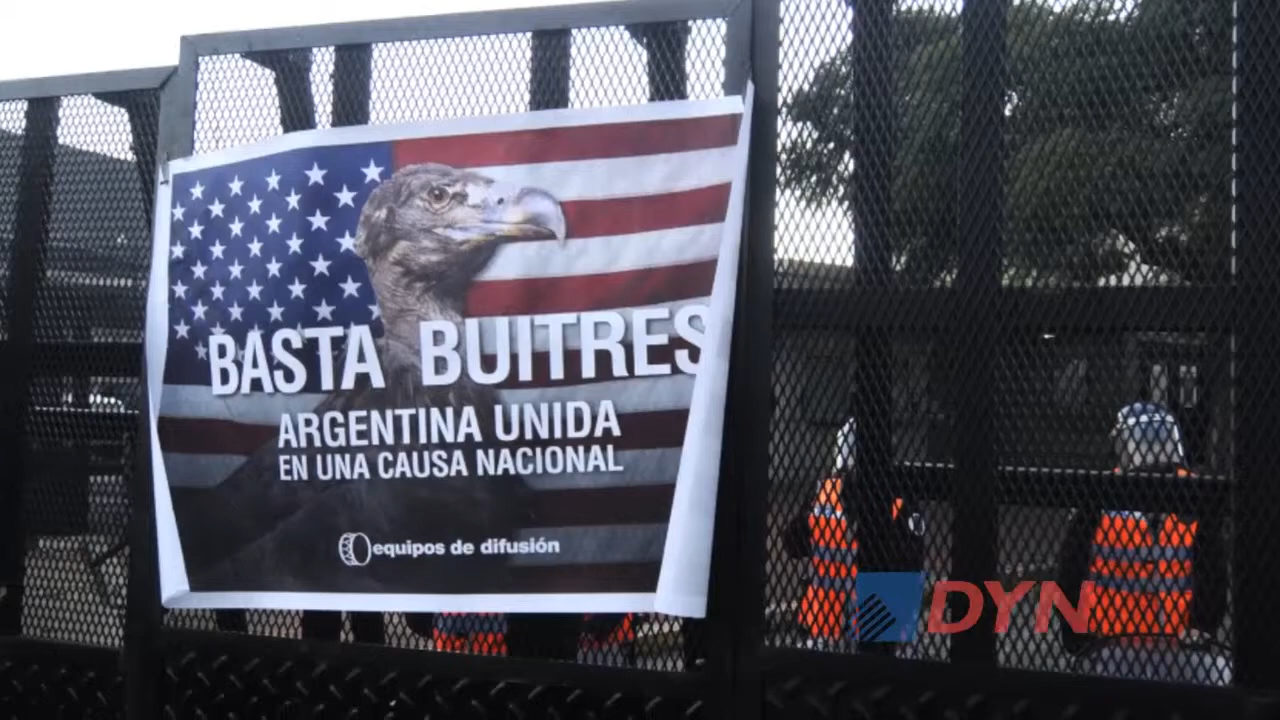 BASTA BUITRES
ARGENTINA UNIDA
EN UNA CAUSA NACIONAL
equipos de difusión
DYN